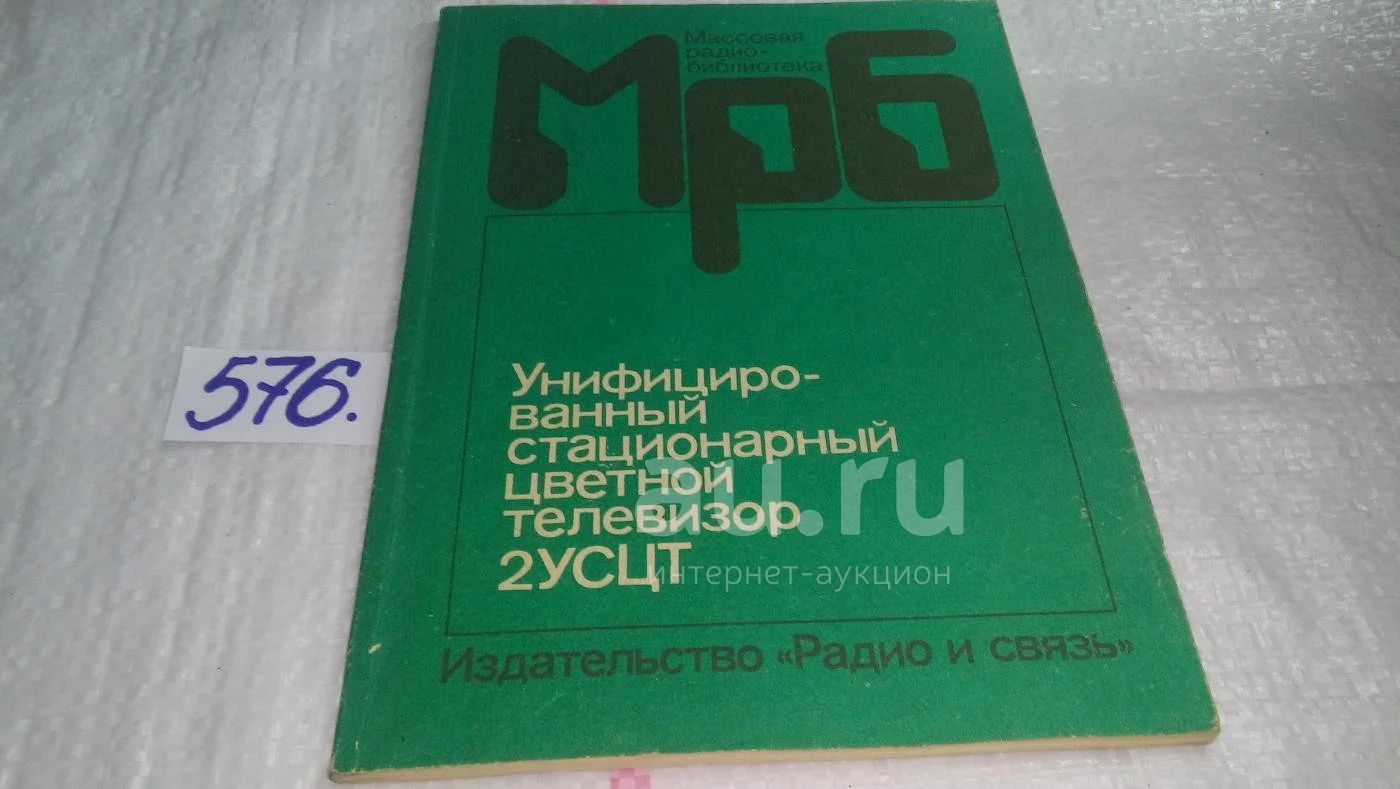 Массовая
радио-
библиотека
Мрб
576.
Унифициро-
ванный
стационарный
цветной
телевизор
2УСЦТ
au.ru
интернет-аукцион
Издательство «Радио и связь»